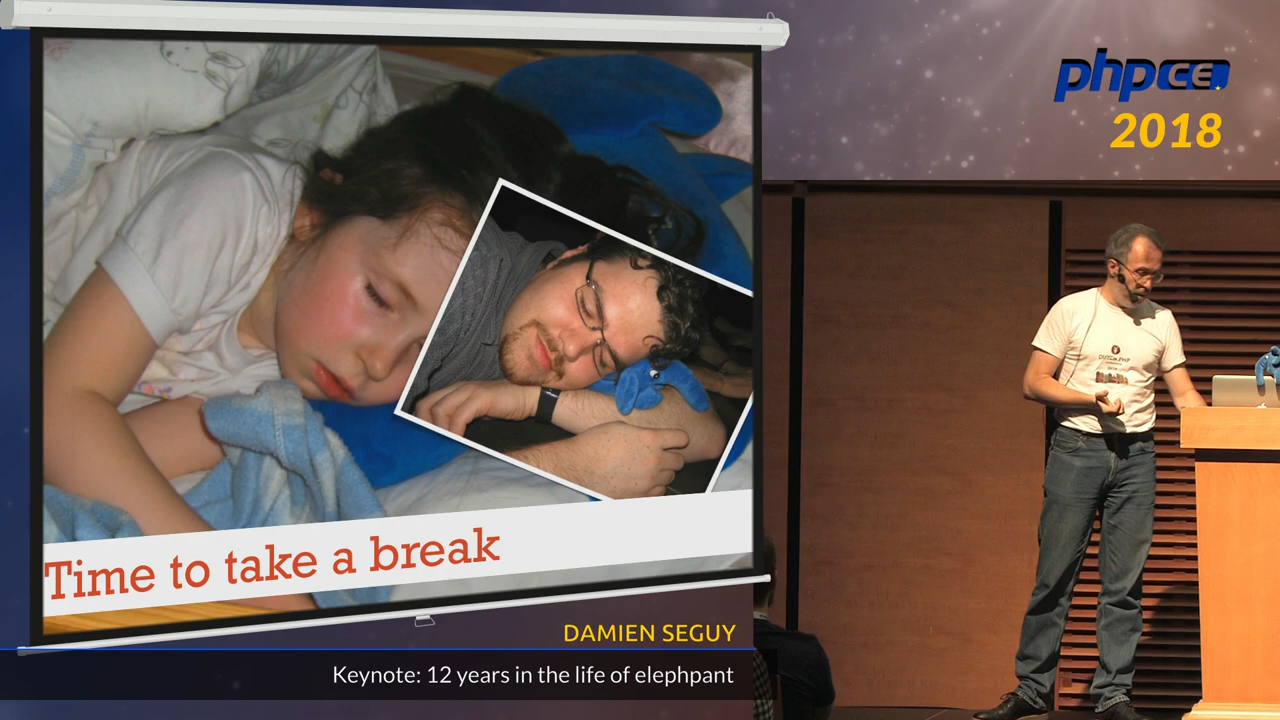 phpce
2018
Time to take a break
DAMIEN SEGUY
Keynote: 12 years in the life of elephpant